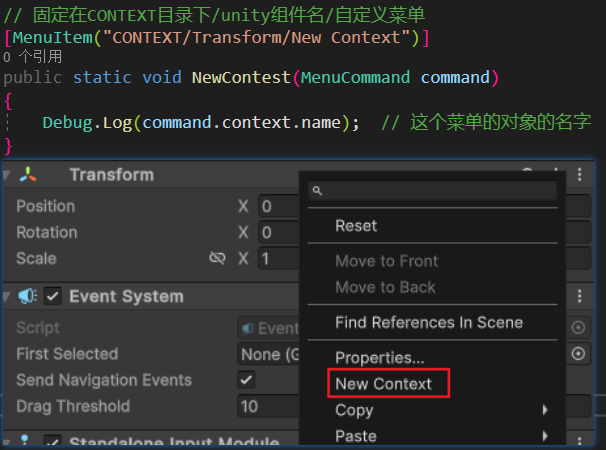 // 固定在CONTEXT目录下/unity组件名/自定义菜单
[MenuItem("CONTEXT/Transform/New Context")]
0 个引用
public static void NewContest(MenuCommand command)
{
Debug.Log(command.context.name);  // 这个菜单的对象的名字
}
Transform
Position X 0
Rotation X 0
Scale X 1
Event System
Script Event
First Selected None (G
Send Navigation Events
Drag Threshold 10
Standalone Input Module
Reset
Move to Front
Move to Back
Find References In Scene
Properties...
New Context
Copy
Paste